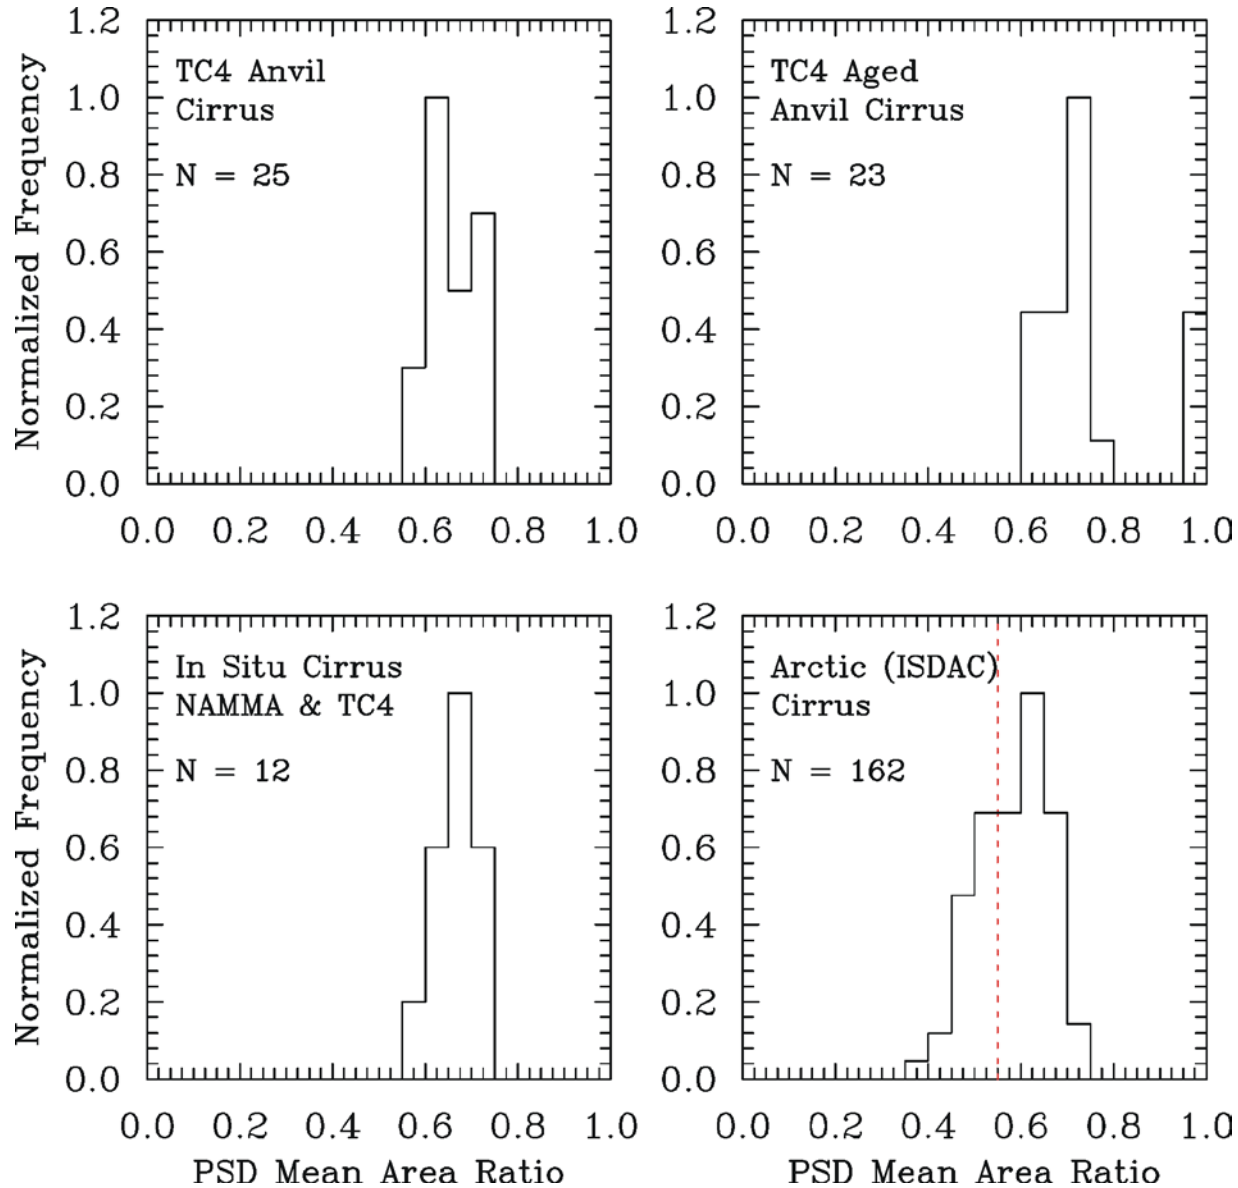 TC4 Anvil
Cirrus
N = 25
Normalized Frequency
1.2
1.0
0.8
0.6
0.4
0.2
0.0
0.0 0.2 0.4 0.6 0.8 1.0
TC4 Aged
Anvil Cirrus
N = 23
1.2
1.0
0.8
0.6
0.4
0.2
0.0
0.0 0.2 0.4 0.6 0.8 1.0
In Situ Cirrus
NAMMA & TC4
N = 12
Normalized Frequency
1.2
1.0
0.8
0.6
0.4
0.2
0.0
0.0 0.2 0.4 0.6 0.8 1.0
PSD Mean Area Ratio
Arctic (ISDAC)
Cirrus
N = 162
1.2
1.0
0.8
0.6
0.4
0.2
0.0
0.0 0.2 0.4 0.6 0.8 1.0
PSD Mean Area Ratio